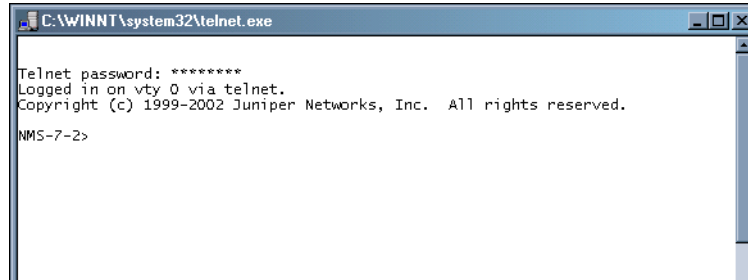 C:\WINNT\system32\telnet.exe
Telnet password: ********
Logged in on vty 0 via telnet.
Copyright (c) 1999-2002 Juniper Networks, Inc.  All rights reserved.
NMS-7-2>